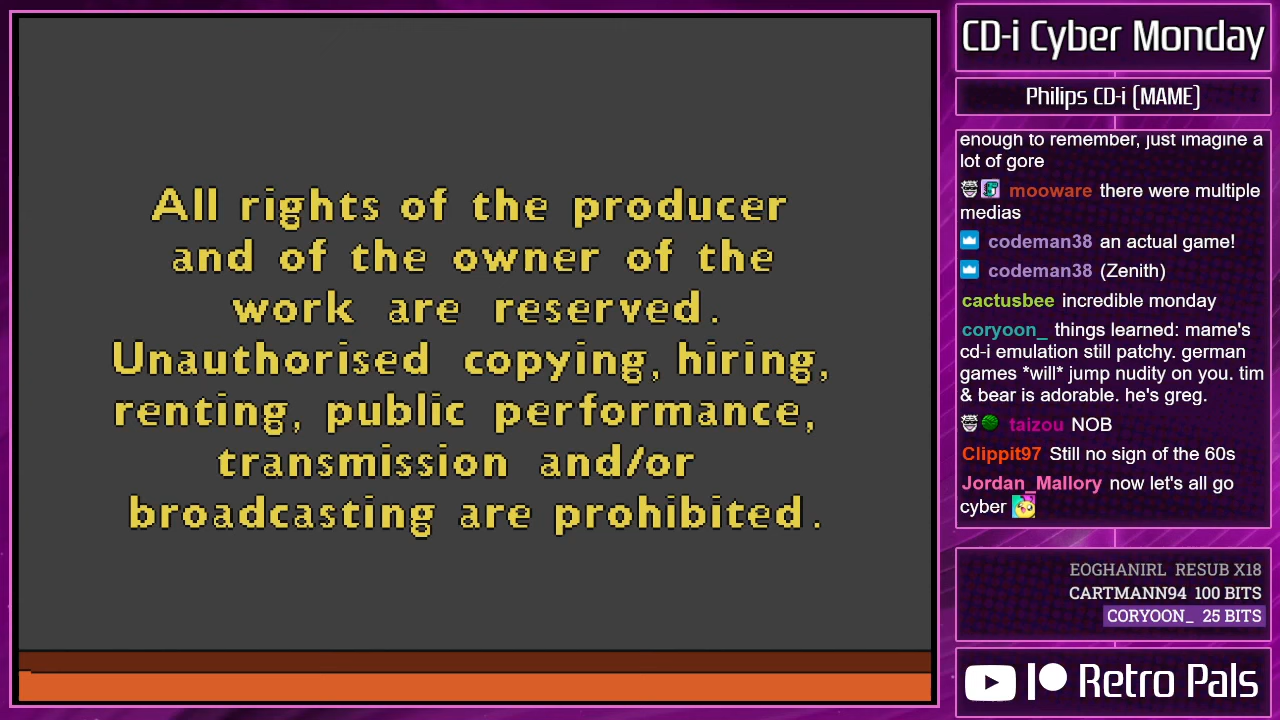 All rights of the producer
and of the owner of the
work are reserved.
Unauthorised copying, hiring,
renting, public performance,
transmission and/or
broadcasting are prohibited.
CD-i Cyber Monday
Philips CD-i [MAME]
enough to remember, just imagine a
lot of gore
mooware there were multiple
medias
codeman38 an actual game!
codeman38 (Zenith)
cactusbee incredible monday
coryoon_ things learned: mame's
cd-i emulation still patchy. german
games *will* jump nudity on you. tim
& bear is adorable. he's greg.
taizou NOB
Clippit97 Still no sign of the 60s
Jordan_Mallory now let's all go
cyber
EOGHANIRL RESUB X18
CARTMANN94 100 BITS
CORYOON_ 25 BITS
Retro Pals